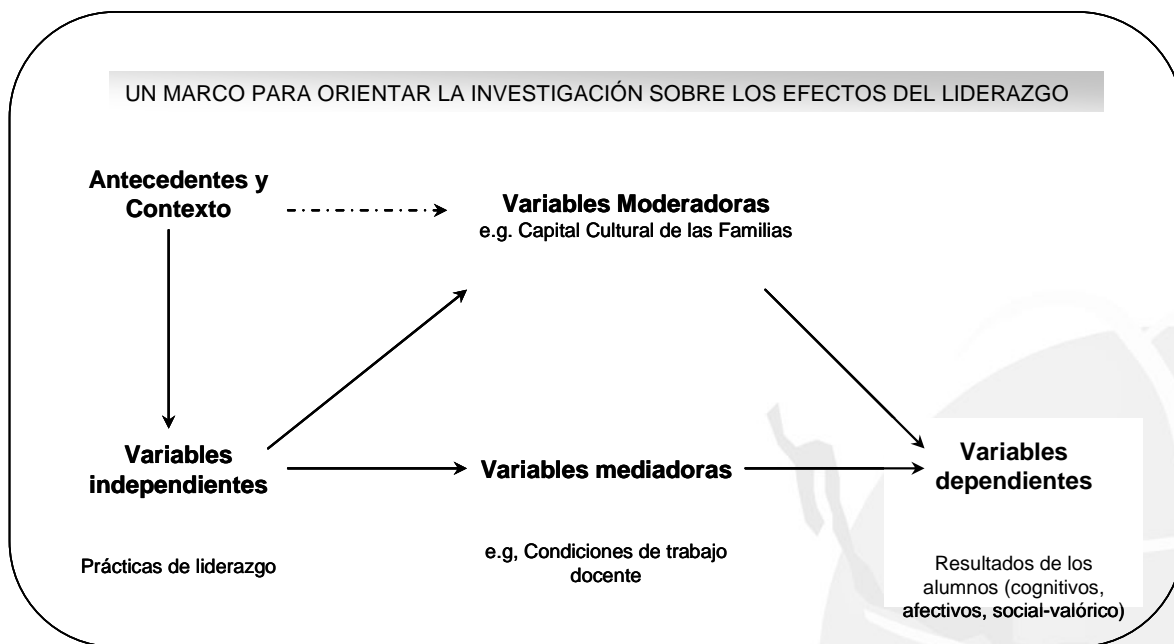 UN MARCO PARA ORIENTAR LA INVESTIGACIÓN SOBRE LOS EFECTOS DEL LIDERAZGO
Antecedentes y
Contexto
Variables Moderadoras
e.g. Capital Cultural de las Familias
Variables
independientes
Prácticas de liderazgo
Variables mediadoras
e.g, Condiciones de trabajo
docente
Variables
dependientes
Resultados de los
alumnos (cognitivos,
afectivos, social-valórico)